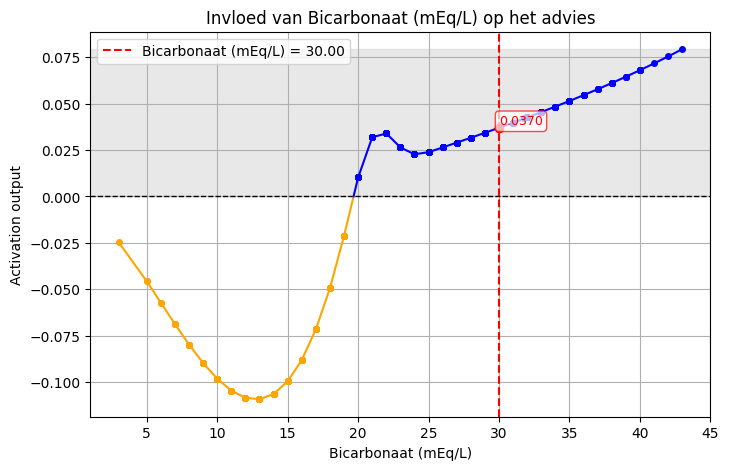 Invloed van Bicarbonaat (mEq/L) op het advies
Bicarbonaat (mEq/L) = 30.00
0.075
0.050
0.025
0.000
−0.025
−0.050
−0.075
−0.100
Activation output
0.0370
5 10 15 20 25 30 35 40 45
Bicarbonaat (mEq/L)